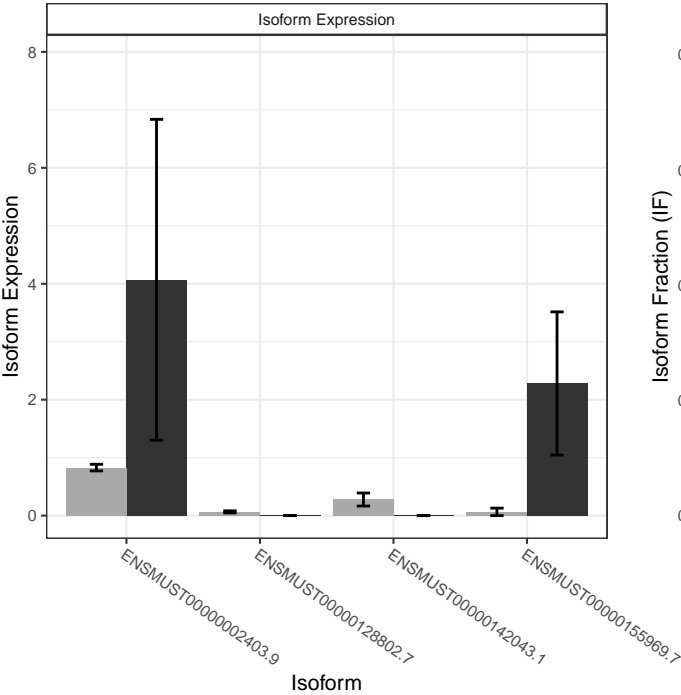 Isoform Expression
8
6
4
2
0
Isoform Expression
ENSMUST00000002403.9
ENSMUST00000128802.7
ENSMUST00000142043.1
ENSMUST00000155969.7
Isoform
Isoform Fraction (IF)